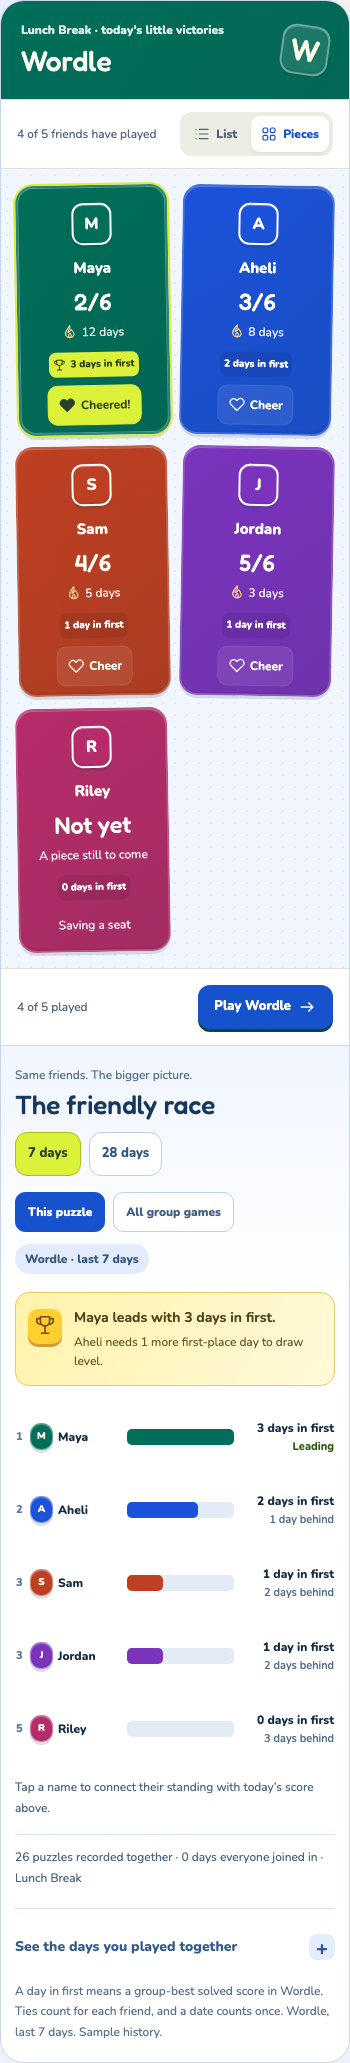 Lunch Break · today's little victories
Wordle
W
4 of 5 friends have played
List
Pieces
M
Maya
2/6
12 days
3 days in first
Cheered!
A
Aheli
3/6
8 days
2 days in first
Cheer
S
Sam
4/6
5 days
1 day in first
Cheer
J
Jordan
5/6
3 days
1 day in first
Cheer
R
Riley
Not yet
A piece still to come
0 days in first
Saving a seat
4 of 5 played
Play Wordle →
Same friends. The bigger picture.
The friendly race
7 days
28 days
This puzzle
All group games
Wordle · last 7 days
Maya leads with 3 days in first.
Aheli needs 1 more first-place day to draw
level.
1 M Maya 3 days in first
Leading
2 A Aheli 2 days in first
1 day behind
3 S Sam 1 day in first
2 days behind
3 J Jordan 1 day in first
2 days behind
5 R Riley 0 days in first
3 days behind
Tap a name to connect their standing with today's score
above.
26 puzzles recorded together · 0 days everyone joined in ·
Lunch Break
See the days you played together +
A day in first means a group-best solved score in Wordle.
Ties count for each friend, and a date counts once. Wordle,
last 7 days. Sample history.